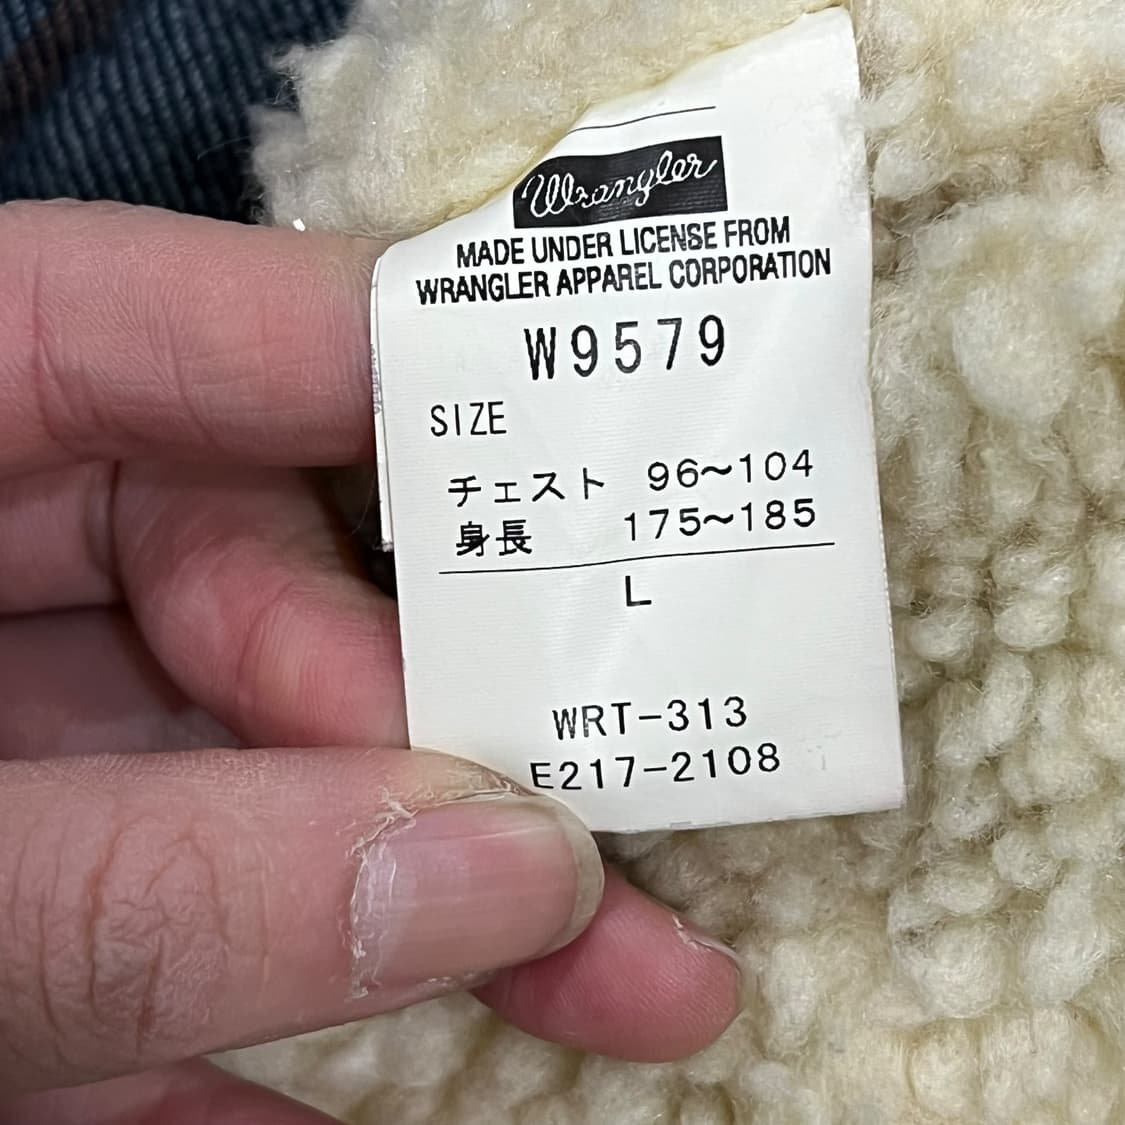 Wrangler
MADE UNDER LICENSE FROM
WRANGLER APPAREL CORPORATION
W9579
SIZE
チェスト 96～104
身長 175～185
L
WRT-313
E217-2108